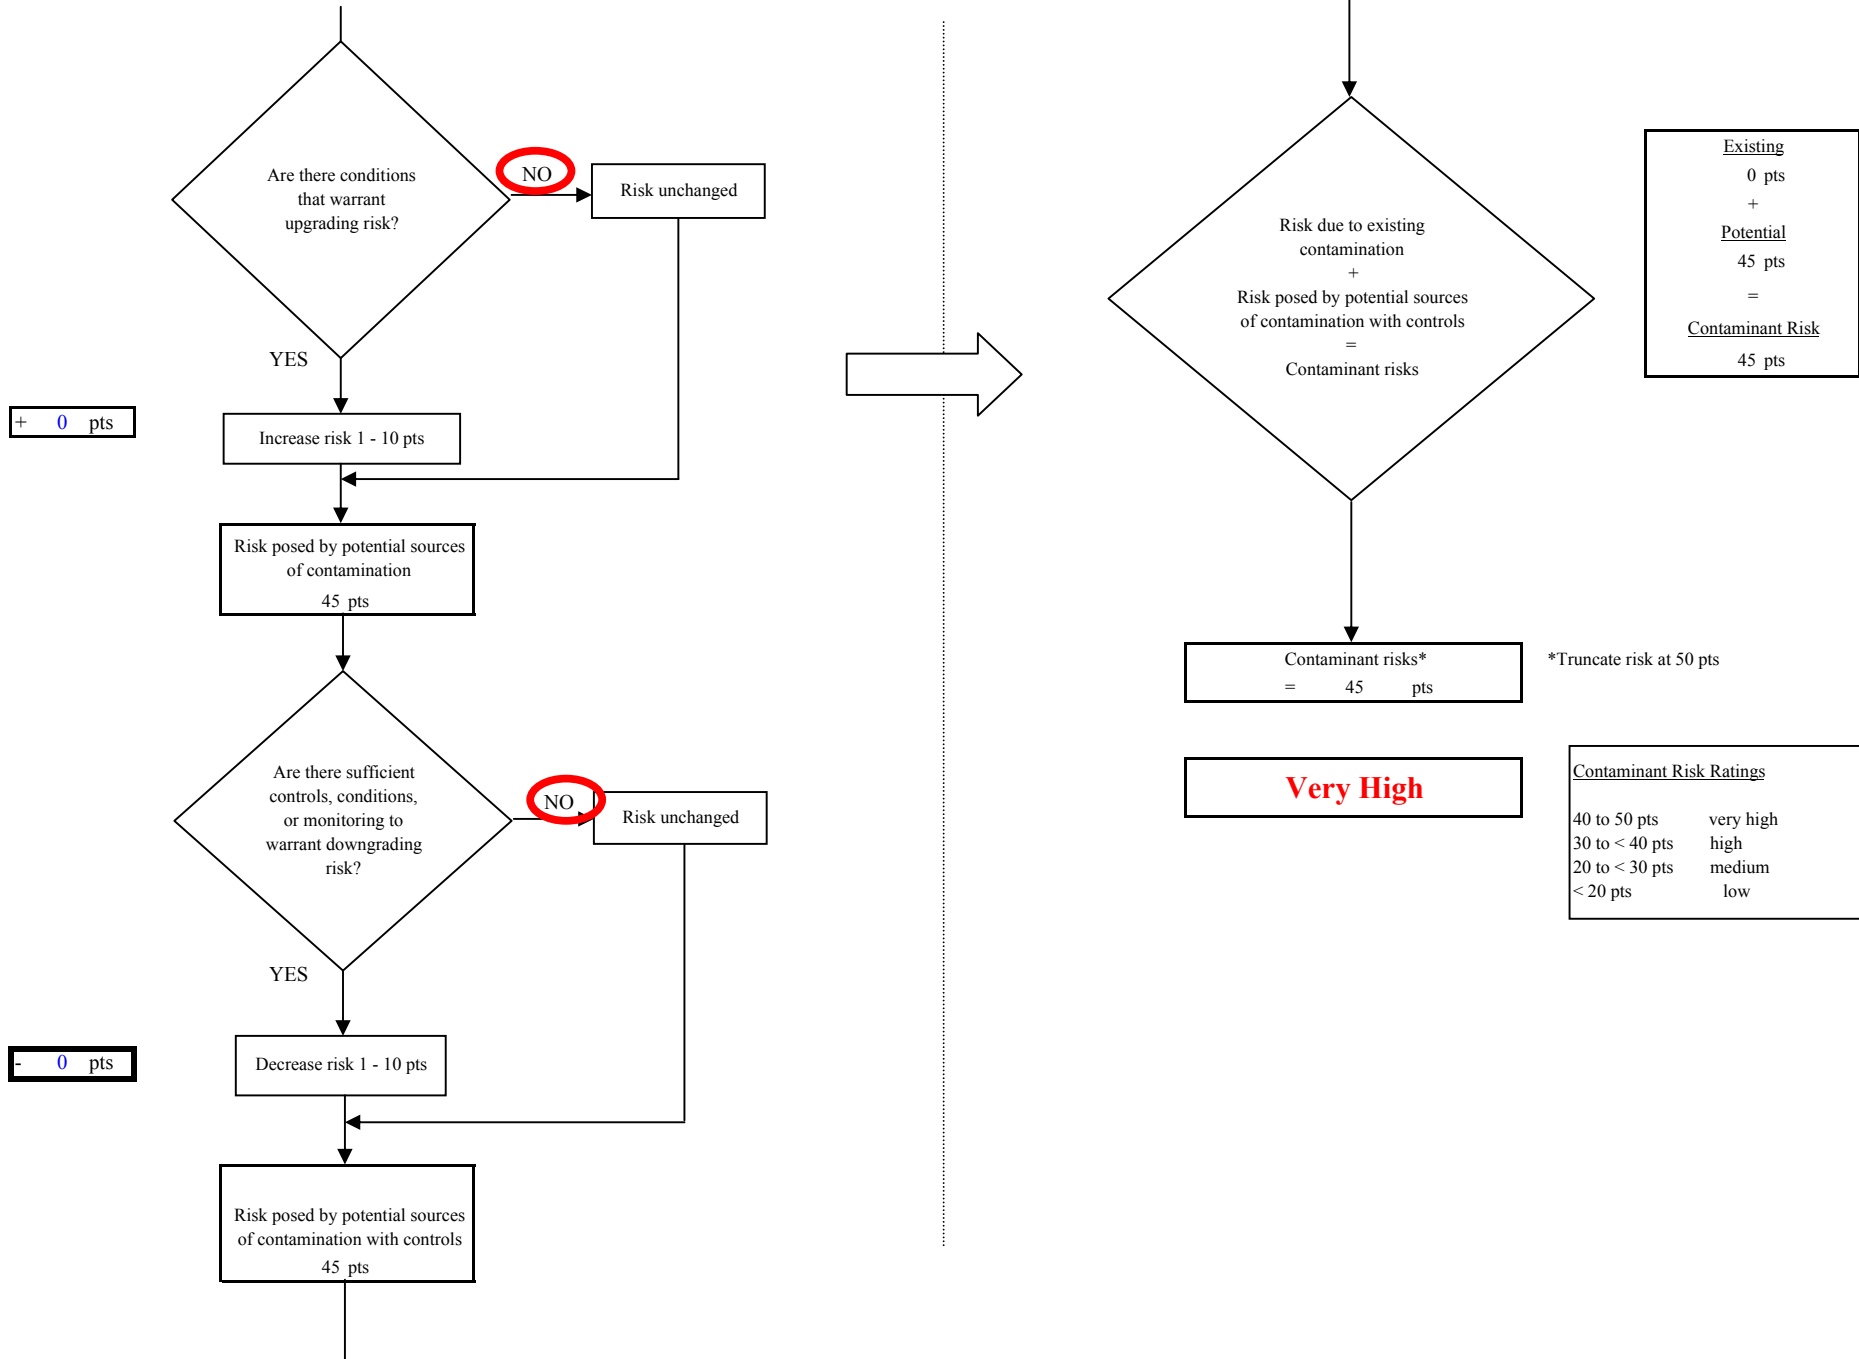 Are there conditions
that warrant
upgrading risk?
NO
Risk unchanged
YES
+ 0 pts
Increase risk 1 - 10 pts
Risk posed by potential sources
of contamination
45 pts
Are there sufficient
controls, conditions,
or monitoring to
warrant downgrading
risk?
NO
Risk unchanged
YES
- 0 pts
Decrease risk 1 - 10 pts
Risk posed by potential sources
of contamination with controls
45 pts
Risk due to existing
contamination
+
Risk posed by potential sources
of contamination with controls
=
Contaminant risks
Existing
0 pts
+
Potential
45 pts
=
Contaminant Risk
45 pts
Contaminant risks*
= 45 pts
*Truncate risk at 50 pts
Very High
Contaminant Risk Ratings
40 to 50 pts very high
30 to < 40 pts high
20 to < 30 pts medium
< 20 pts low